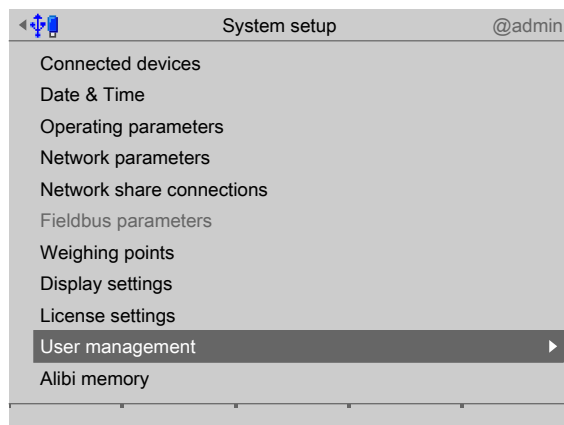 System setup @admin
Connected devices
Date & Time
Operating parameters
Network parameters
Network share connections
Fieldbus parameters
Weighing points
Display settings
License settings
User management
Alibi memory